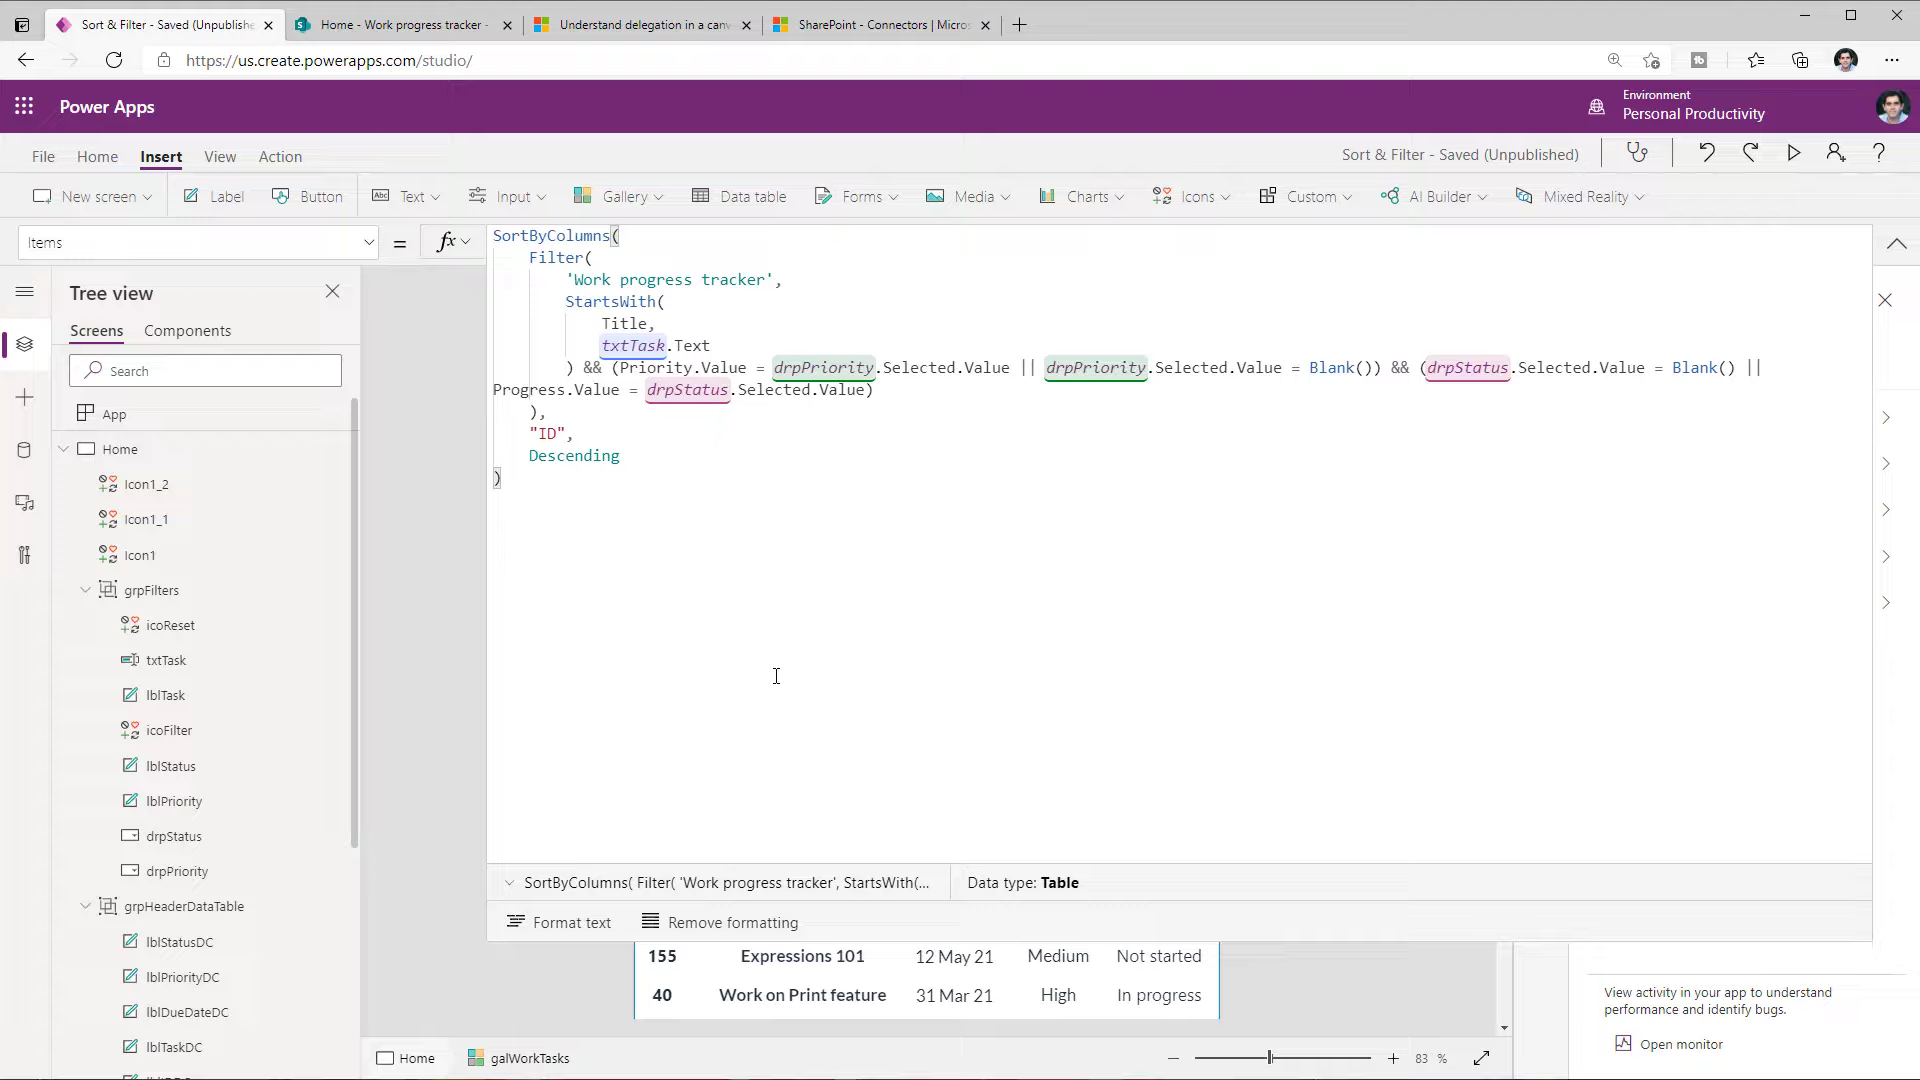 Sort & Filter - Saved (Unpublishe
Home - Work progress tracker -
Understand delegation in a canv
SharePoint - Connectors | Micros
https://us.create.powerapps.com/studio/
Power Apps
Environment
Personal Productivity
File Home Insert View Action
Sort & Filter - Saved (Unpublished)
New screen Label Button Text Input Gallery Data table Forms Media Charts Icons Custom AI Builder Mixed Reality
Items = fx
SortByColumns(
Filter(
'Work progress tracker',
StartsWith(
Title,
txtTask.Text
) && (Priority.Value = drpPriority.Selected.Value || drpPriority.Selected.Value = Blank()) && (drpStatus.Selected.Value = Blank() ||
Progress.Value = drpStatus.Selected.Value)
),
"ID",
Descending
)
Tree view
Screens Components
Search
App
Home
Icon1_2
Icon1_1
Icon1
grpFilters
icoReset
txtTask
lblTask
icoFilter
lblStatus
lblPriority
drpStatus
drpPriority
grpHeaderDataTable
lblStatusDC
lblPriorityDC
lblDueDateDC
lblTaskDC
SortByColumns( Filter( 'Work progress tracker', StartsWith(...
Data type: Table
Format text Remove formatting
155 Expressions 101 12 May 21 Medium Not started
40 Work on Print feature 31 Mar 21 High In progress
View activity in your app to understand
performance and identify bugs.
Open monitor
Home galWorkTasks
83 %